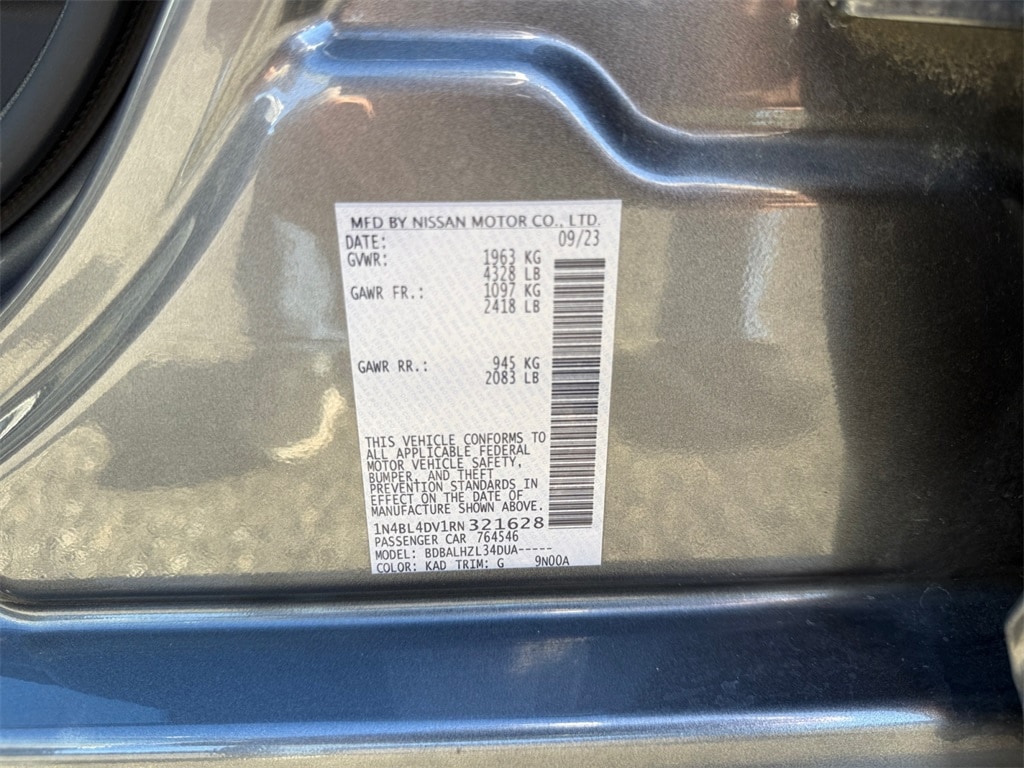 MFD BY NISSAN MOTOR CO., LTD.
DATE: 09/23
GVWR: 1963 KG
4328 LB
GAWR FR.: 1097 KG
2418 LB
GAWR RR.: 945 KG
2083 LB
THIS VEHICLE CONFORMS TO
ALL APPLICABLE FEDERAL
MOTOR VEHICLE SAFETY,
BUMPER, AND THEFT
PREVENTION STANDARDS IN
EFFECT ON THE DATE OF
MANUFACTURE SHOWN ABOVE.
1N4BL4DV1RN321628
PASSENGER CAR 764546
MODEL: BDBALHZL34DUA-----
COLOR: KAD TRIM: G 9N00A